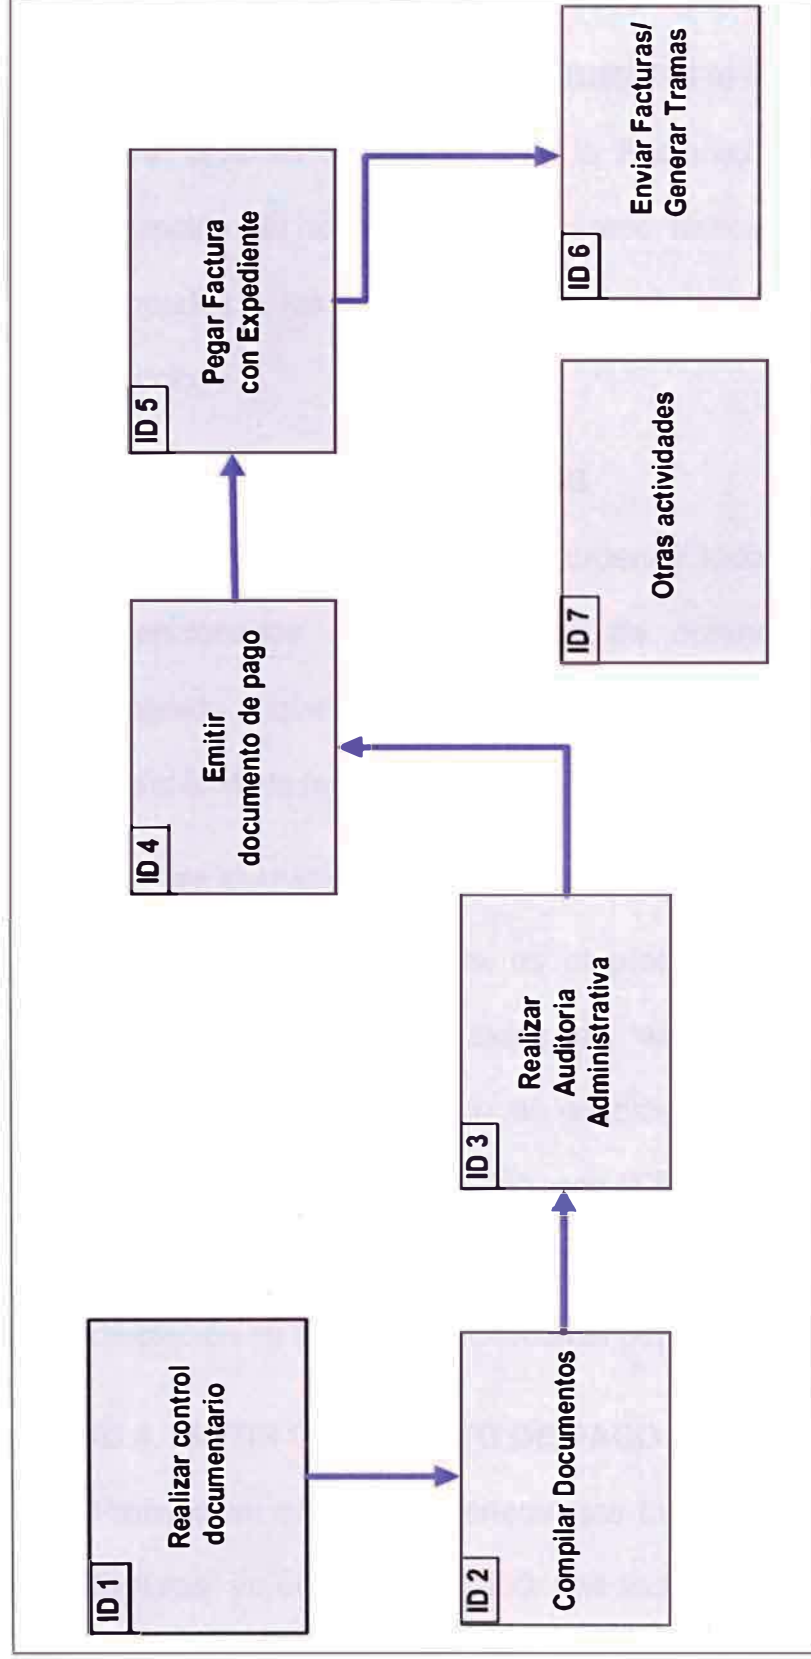 ID 1
Realizar control
documentario
ID 2
Compilar Documentos
ID 3
Realizar
Auditoria
Administrativa
ID 4
Emitir
documento de pago
ID 5
Pegar Factura
con Expediente
ID 6
Enviar Facturas/
Generar Tramas
ID 7
Otras actividades